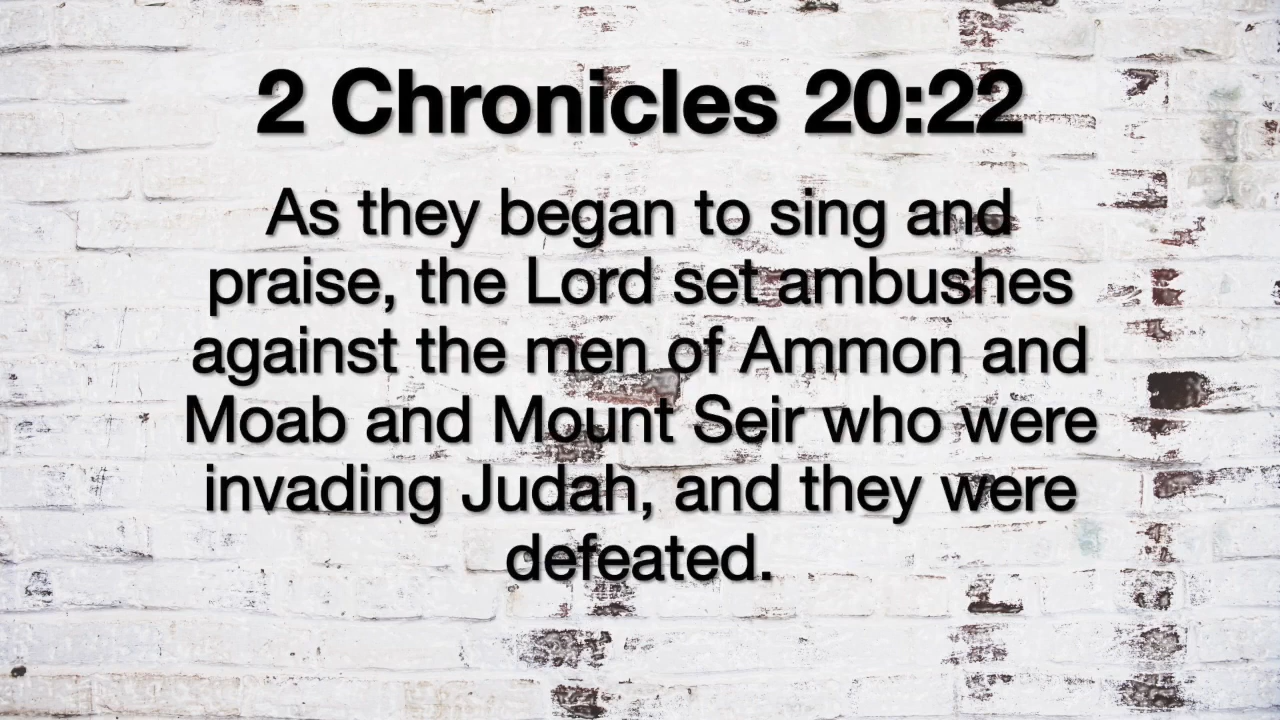 2 Chronicles 20:22
As they began to sing and
praise, the Lord set ambushes
against the men of Ammon and
Moab and Mount Seir who were
invading Judah, and they were
defeated.